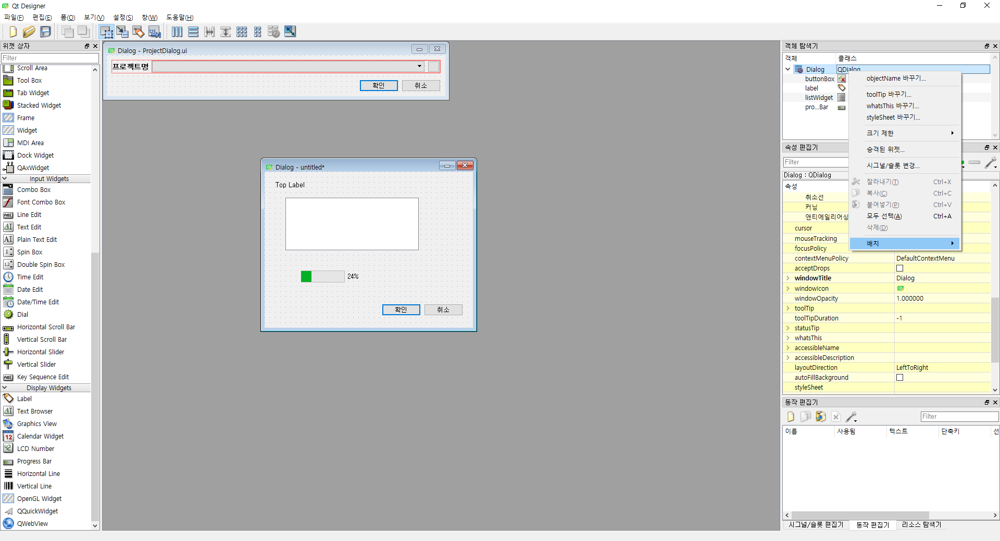 Qt Designer
파일(F) 편집(E) 폼(O) 보기(V) 설정(S) 창(W) 도움말(H)
위젯 상자
Filter
Scroll Area
Tool Box
Tab Widget
Stacked Widget
Frame
Widget
MDI Area
Dock Widget
QAxWidget
Input Widgets
Combo Box
Font Combo Box
Line Edit
Text Edit
Plain Text Edit
Spin Box
Double Spin Box
Time Edit
Date Edit
Date/Time Edit
Dial
Horizontal Scroll Bar
Vertical Scroll Bar
Horizontal Slider
Vertical Slider
Key Sequence Edit
Display Widgets
Label
Text Browser
Graphics View
Calendar Widget
LCD Number
Progress Bar
Horizontal Line
Vertical Line
OpenGL Widget
QQuickWidget
QWebView
Dialog - ProjectDialog.ui
프로젝트명
확인 취소
Dialog - untitled*
Top Label
24%
확인 취소
객체 탐색기
객체 클래스
Dialog QDialog
buttonBox
label
listWidget
pro...Bar
objectName 바꾸기...
toolTip 바꾸기...
whatsThis 바꾸기...
styleSheet 바꾸기...
크기 제한
승격된 위젯...
시그널/슬롯 변경...
잘라내기(T) Ctrl+X
복사(C) Ctrl+C
붙여넣기(P) Ctrl+V
모두 선택(A) Ctrl+A
삭제(D)
배치
속성 편집기
Filter
Dialog : QDialog
속성
취소선
커닝
앤티에일리어싱
cursor
mouseTracking
focusPolicy
contextMenuPolicy DefaultContextMenu
acceptDrops
windowTitle Dialog
windowIcon
windowOpacity 1.000000
toolTip
toolTipDuration -1
statusTip
whatsThis
accessibleName
accessibleDescription
layoutDirection LeftToRight
autoFillBackground
styleSheet
동작 편집기
Filter
이름 사용됨 텍스트 단축키 선
시그널/슬롯 편집기 동작 편집기 리소스 탐색기